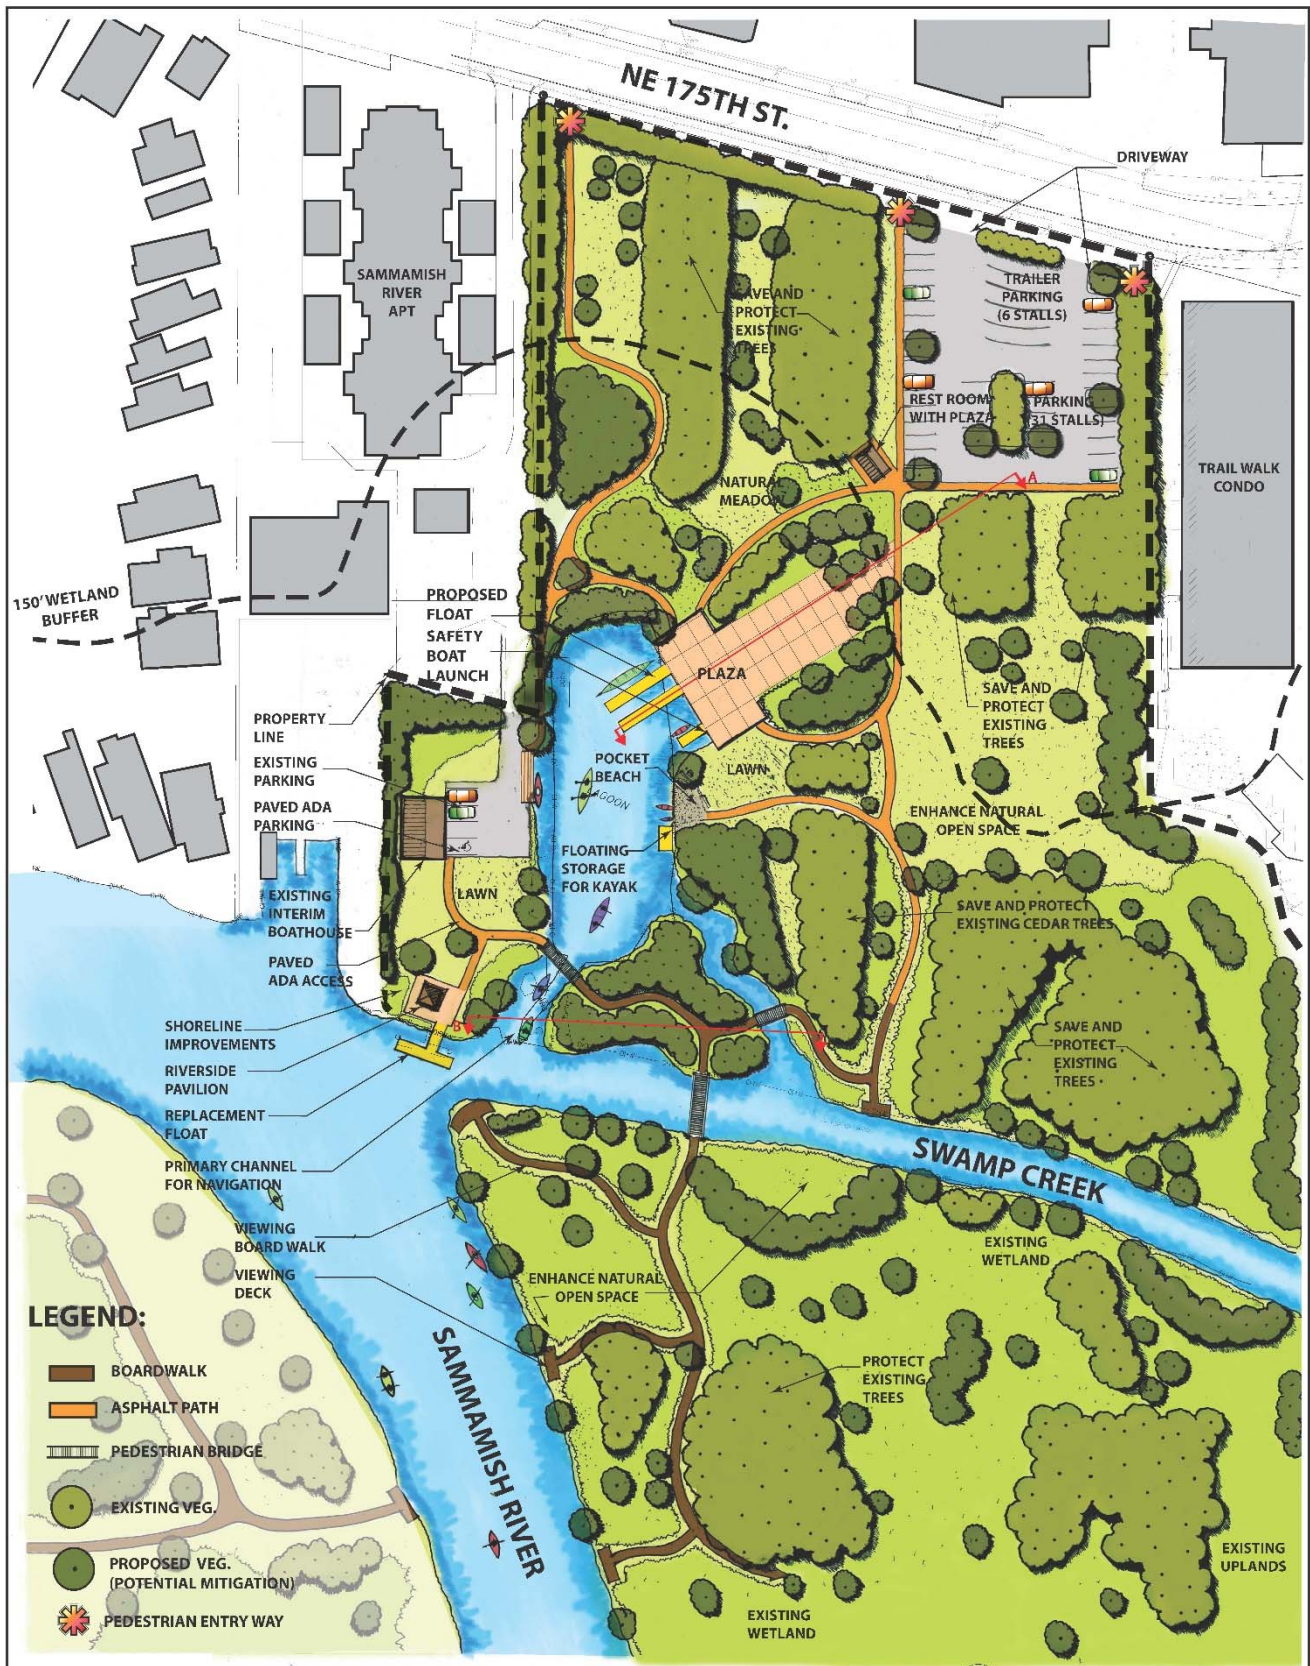 NE 175TH ST.
DRIVEWAY
SAMMAMISH
RIVER
APT
TRAILER
PARKING
(6 STALLS)
SAVE AND
PROTECT
EXISTING
TREES
REST ROOM
WITH PLAZA
PARKING
(31 STALLS)
TRAIL WALK
CONDO
A
NATURAL
MEADOW
150' WETLAND
BUFFER
PROPOSED
FLOAT
SAFETY
BOAT
LAUNCH
PLAZA
SAVE AND
PROTECT
EXISTING
TREES
PROPERTY
LINE
EXISTING
PARKING
PAVED ADA
PARKING
POCKET
BEACH
LAWN
LAGOON
ENHANCE NATURAL
OPEN SPACE
FLOATING
STORAGE
FOR KAYAK
LAWN
EXISTING
INTERIM
BOATHOUSE
SAVE AND PROTECT
EXISTING CEDAR TREES
PAVED
ADA ACCESS
SHORELINE
IMPROVEMENTS
B
SAVE AND
PROTECT
EXISTING
TREES
RIVERSIDE
PAVILION
REPLACEMENT
FLOAT
PRIMARY CHANNEL
FOR NAVIGATION
SWAMP CREEK
VIEWING
BOARD WALK
EXISTING
WETLAND
VIEWING
DECK
ENHANCE NATURAL
OPEN SPACE
SAMMAMISH RIVER
PROTECT
EXISTING
TREES
LEGEND:
BOARDWALK
ASPHALT PATH
PEDESTRIAN BRIDGE
EXISTING VEG.
PROPOSED VEG.
(POTENTIAL MITIGATION)
PEDESTRIAN ENTRY WAY
EXISTING
UPLANDS
EXISTING
WETLAND